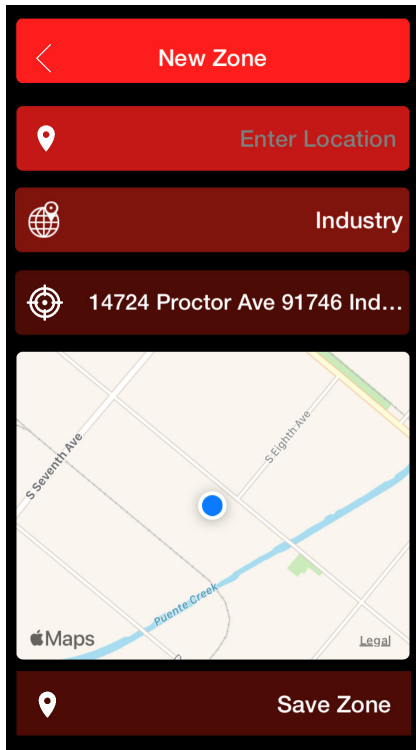 New Zone
Enter Location
Industry
14724 Proctor Ave 91746 Ind...
S Seventh Ave
S Eighth Ave
Puente Creek
Maps
Legal
Save Zone